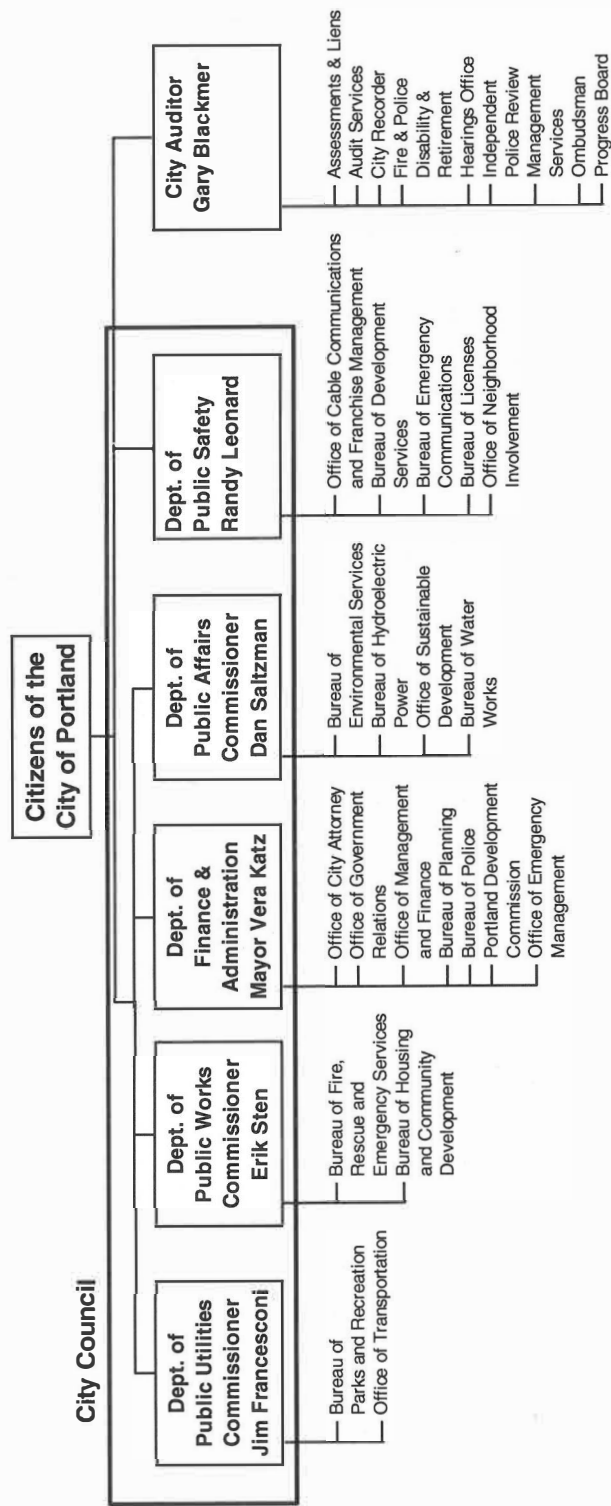 Citizens of the
City of Portland
City Council
Dept. of
Public Utilities
Commissioner
Jim Francesconi
Bureau of
Parks and Recreation
Office of Transportation
Dept. of
Public Works
Commissioner
Erik Sten
Bureau of Fire,
Rescue and
Emergency Services
Bureau of Housing
and Community
Development
Dept. of
Finance &
Administration
Mayor Vera Katz
Office of City Attorney
Office of Government
Relations
Office of Management
and Finance
Bureau of Planning
Bureau of Police
Portland Development
Commission
Office of Emergency
Management
Dept. of
Public Affairs
Commissioner
Dan Saltzman
Bureau of
Environmental Services
Bureau of Hydroelectric
Power
Office of Sustainable
Development
Bureau of Water
Works
Dept. of
Public Safety
Randy Leonard
Office of Cable Communications
and Franchise Management
Bureau of Development
Services
Bureau of Emergency
Communications
Bureau of Licenses
Office of Neighborhood
Involvement
City Auditor
Gary Blackmer
Assessments & Liens
Audit Services
City Recorder
Fire & Police
Disability &
Retirement
Hearings Office
Independent
Police Review
Management
Services
Ombudsman
Progress Board